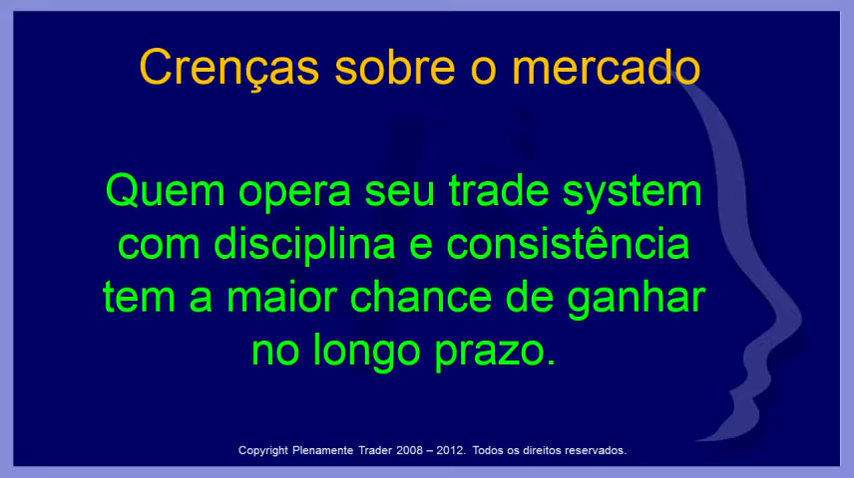 Crenças sobre o mercado
Quem opera seu trade system
com disciplina e consistência
tem a maior chance de ganhar
no longo prazo.
Copyright Plenamente Trader 2008 – 2012. Todos os direitos reservados.